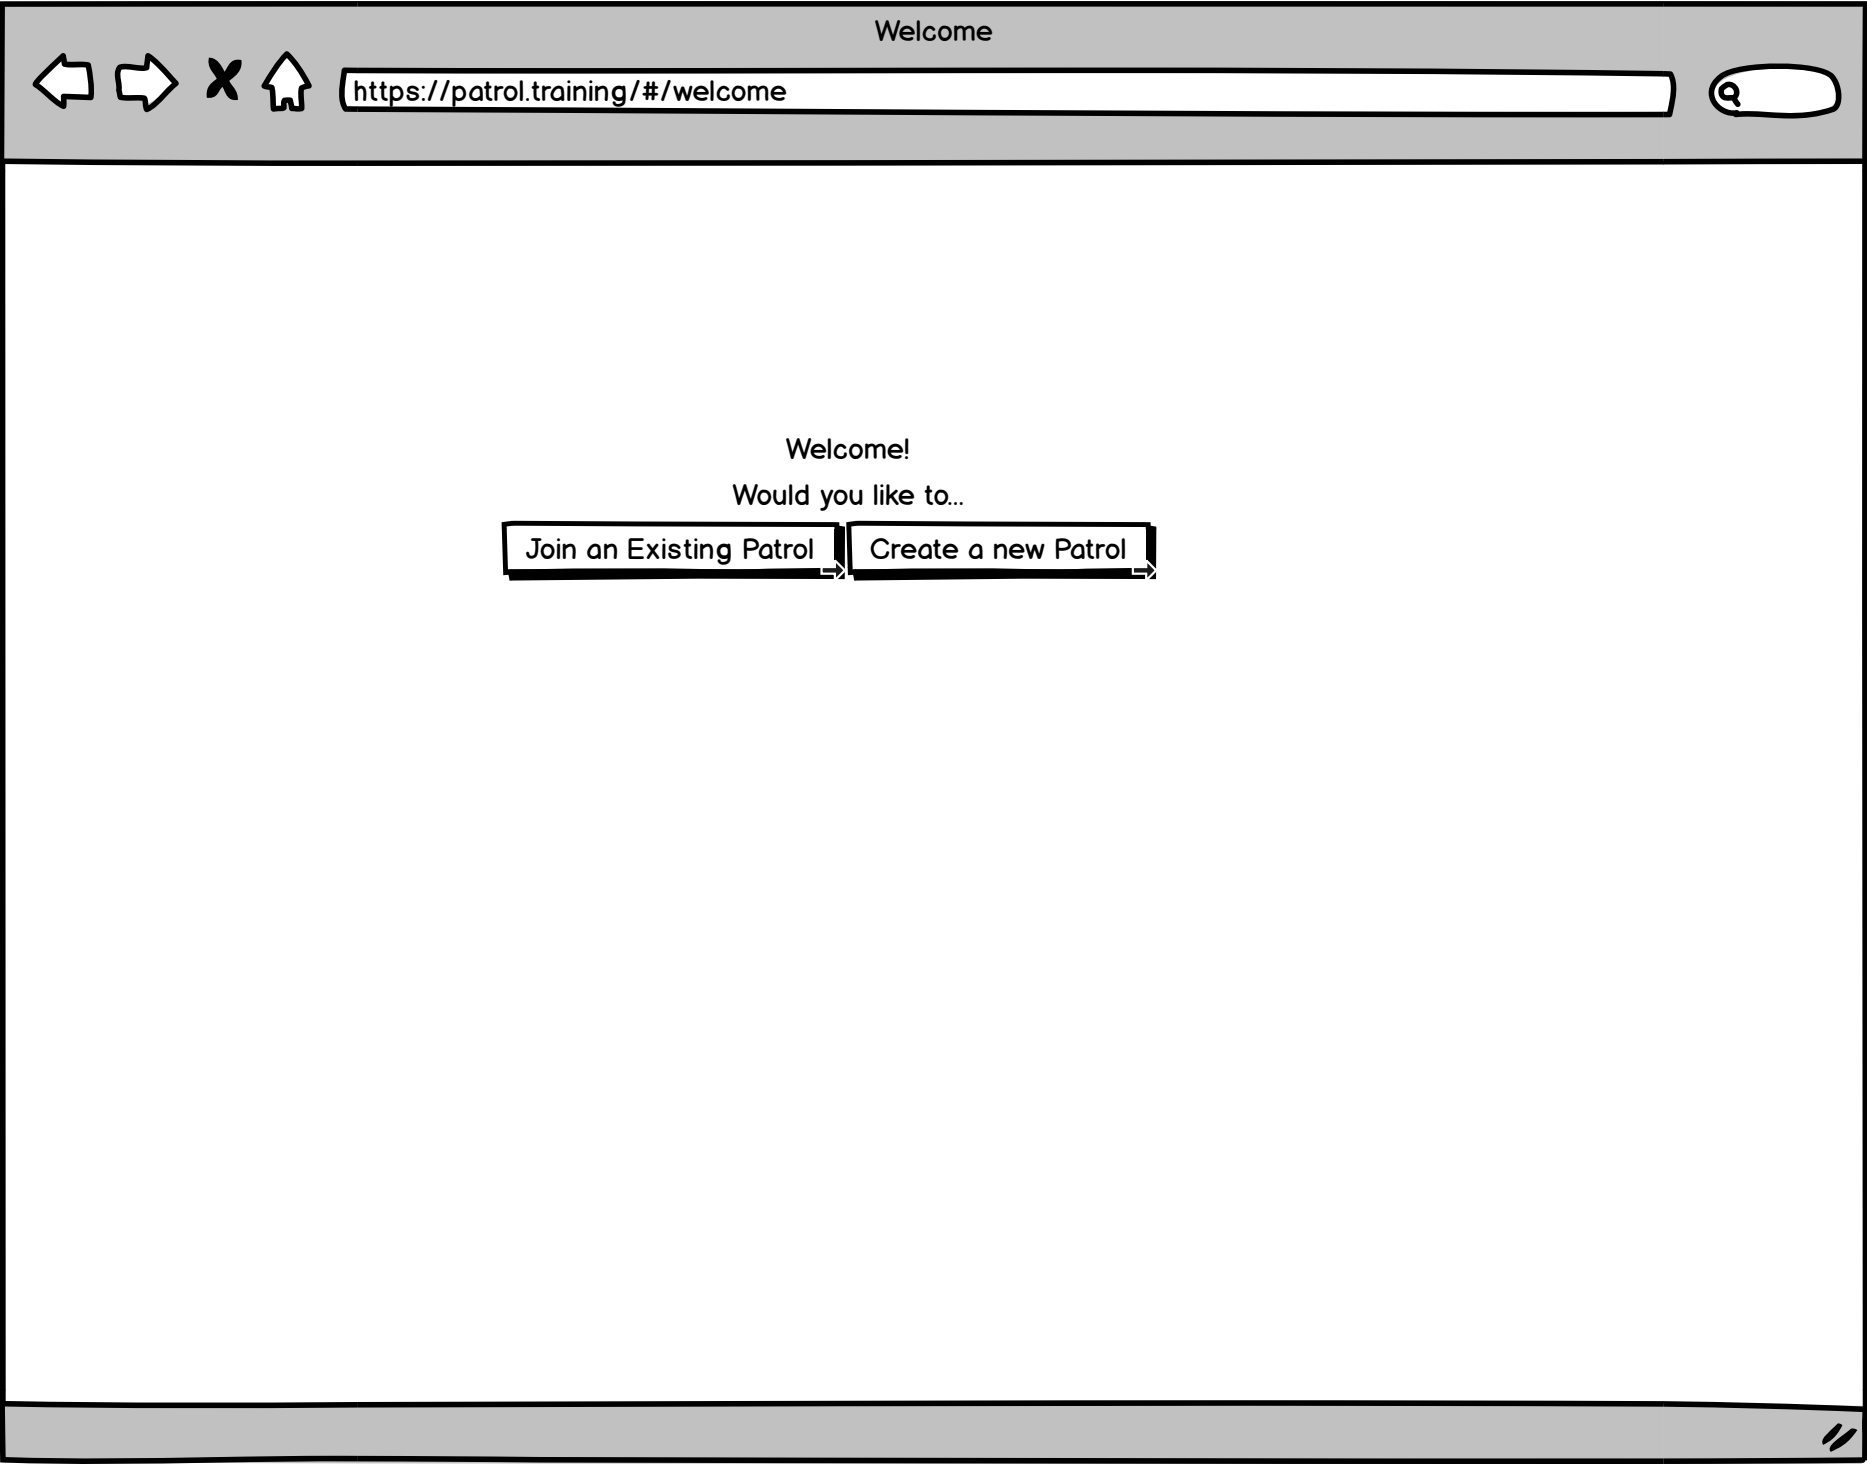 Welcome
https://patrol.training/#/welcome
Welcome!
Would you like to...
Join an Existing Patrol
Create a new Patrol